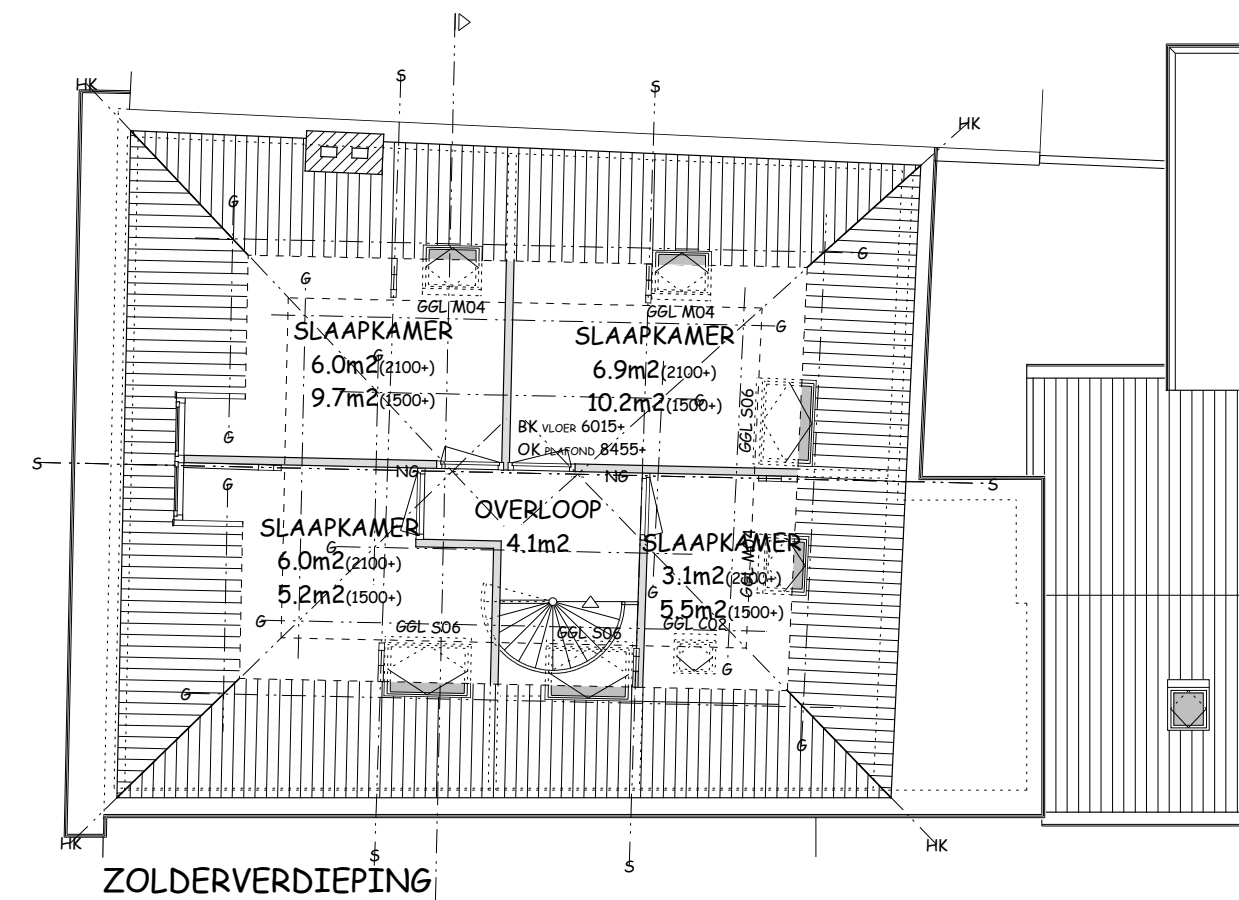 S
S
HK
HK
G
G
G
GGL M04
GGL M04
SLAAPKAMER
6.0m2(2100+)
9.7m2(1500+)
G
SLAAPKAMER
6.9m2(2100+)
10.2m2(1500+)
G
G
GGL S06
BK VLOER 6015+
OK PLAFOND 8455+
G
S
NG
NG
G
S
OVERLOOP
4.1m2
SLAAPKAMER
6.0m2(2100+)
5.2m2(1500+)
G
G
SLAAPKAMER
3.1m2(2100+)
5.5m2(1500+)
GGL M04
G
GGL C02
GGL S06
GGL S06
G
G
G
HK
HK
S
S
ZOLDERVERDIEPING